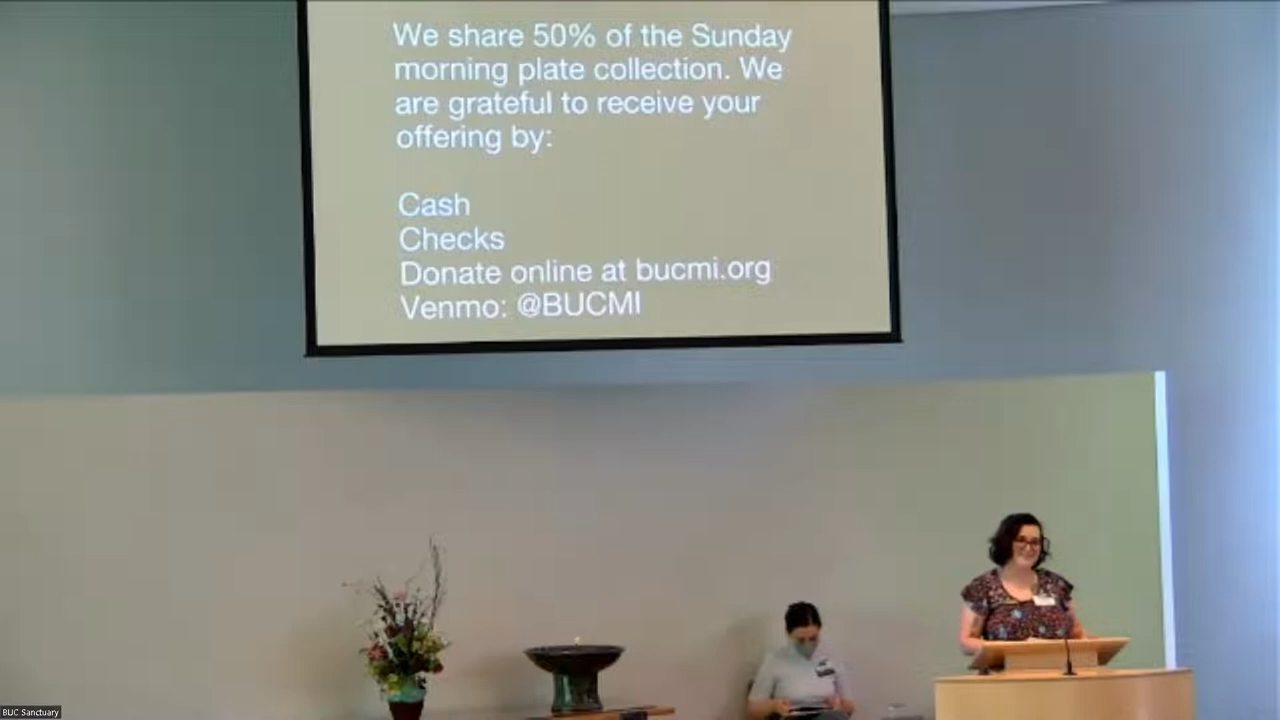 We share 50% of the Sunday
morning plate collection. We
are grateful to receive your
offering by:
Cash
Checks
Donate online at bucmi.org
Venmo: @BUCMI
BUC Sanctuary